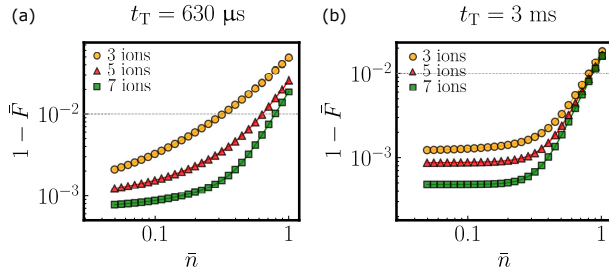 (a) t_T = 630 μs
3 ions
5 ions
7 ions
10⁻²
10⁻³
1 − F̄
0.1 1
n̄
(b) t_T = 3 ms
3 ions
5 ions
7 ions
10⁻²
10⁻³
1 − F̄
0.1 1
n̄